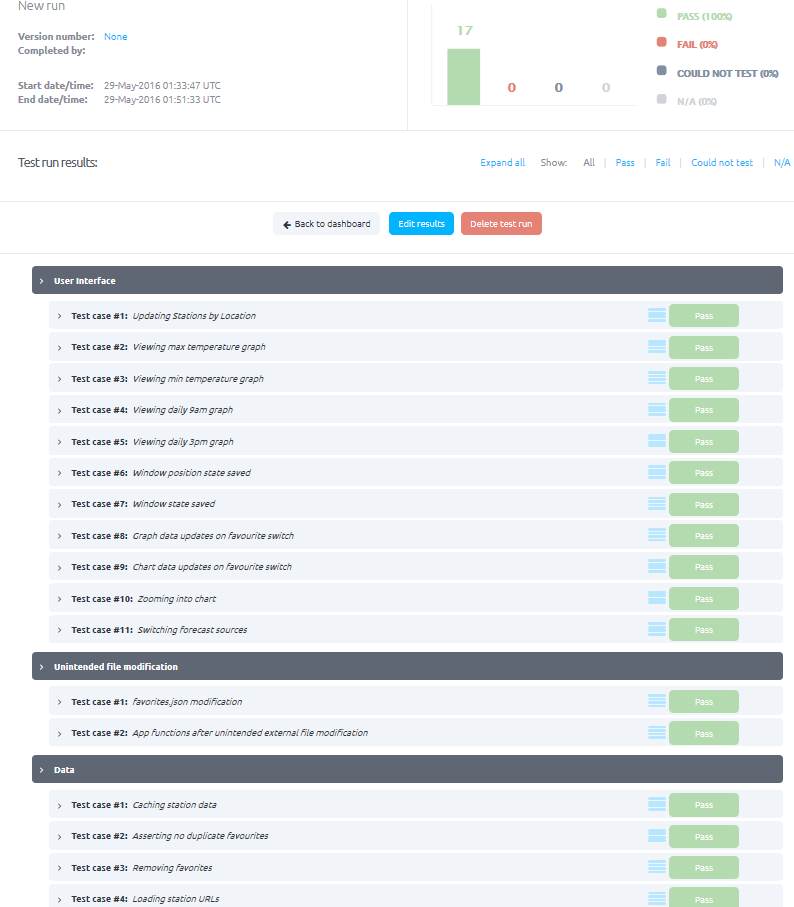 New run
Version number: None
Completed by:
Start date/time: 29-May-2016 01:33:47 UTC
End date/time: 29-May-2016 01:51:33 UTC
17
0
0
0
PASS (100%)
FAIL (0%)
COULD NOT TEST (0%)
N/A (0%)
Test run results:
Expand all Show: All | Pass | Fail | Could not test | N/A
Back to dashboard
Edit results
Delete test run
User Interface
Test case #1: Updating Stations by Location Pass
Test case #2: Viewing max temperature graph Pass
Test case #3: Viewing min temperature graph Pass
Test case #4: Viewing daily 9am graph Pass
Test case #5: Viewing daily 3pm graph Pass
Test case #6: Window position state saved Pass
Test case #7: Window state saved Pass
Test case #8: Graph data updates on favourite switch Pass
Test case #9: Chart data updates on favourite switch Pass
Test case #10: Zooming into chart Pass
Test case #11: Switching forecast sources Pass
Unintended file modification
Test case #1: favorites.json modification Pass
Test case #2: App functions after unintended external file modification Pass
Data
Test case #1: Caching station data Pass
Test case #2: Asserting no duplicate favourites Pass
Test case #3: Removing favorites Pass
Test case #4: Loading station URLs Pass